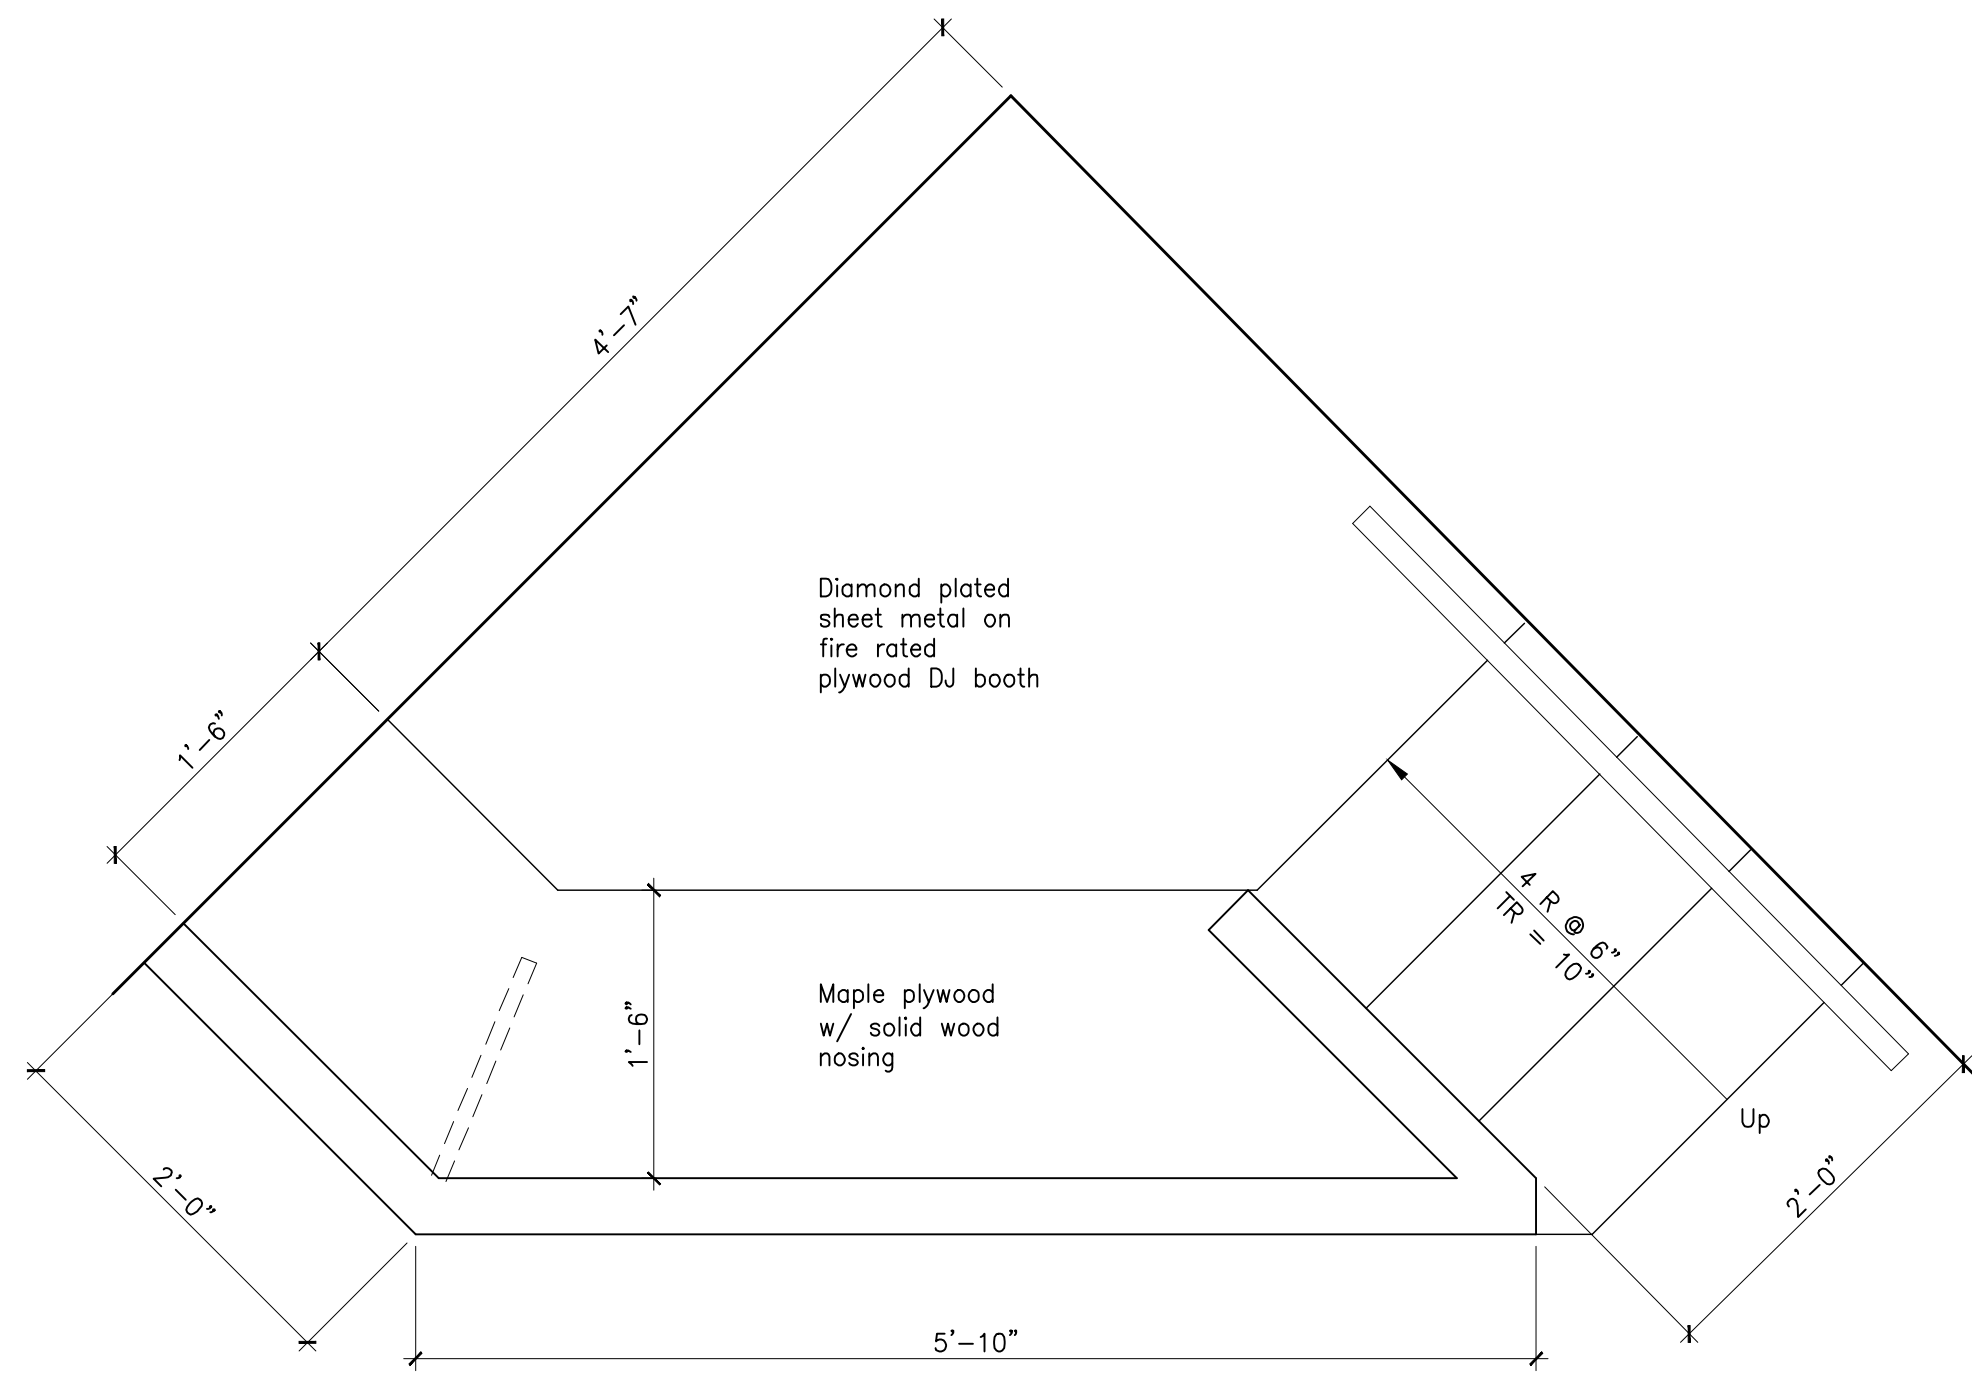 4'-7"
1'-6"
Diamond plated
sheet metal on
fire rated
plywood DJ booth
4 R @ 6"
TR = 10"
Maple plywood
w/ solid wood
nosing
1'-6"
Up
2'-0"
2'-0"
5'-10"